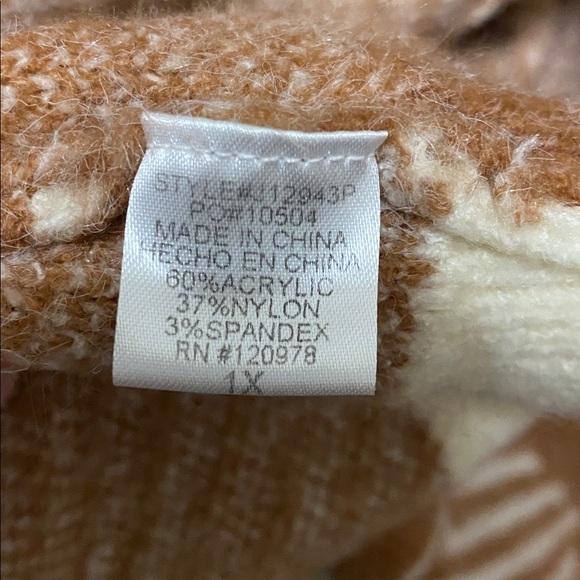 STYLE#J12943P
PO#10504
MADE IN CHINA
HECHO EN CHINA
60%ACRYLIC
37%NYLON
3%SPANDEX
RN #120978
1X